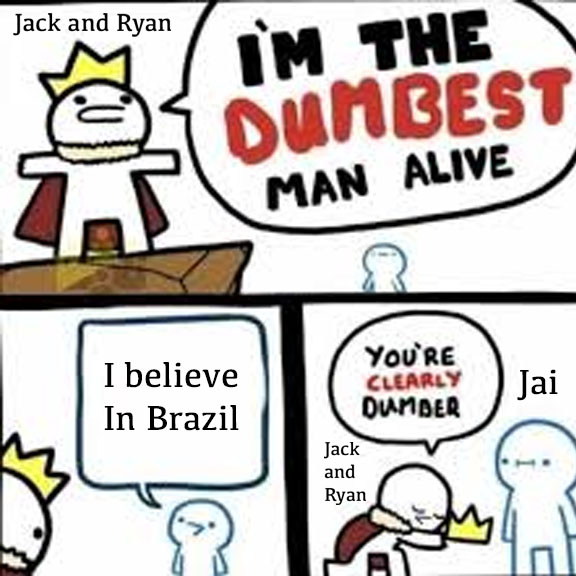 Jack and Ryan
I'M THE
DUMBEST
MAN ALIVE
I believe
In Brazil
YOU'RE
CLEARLY
DUMBER
Jai
Jack
and
Ryan